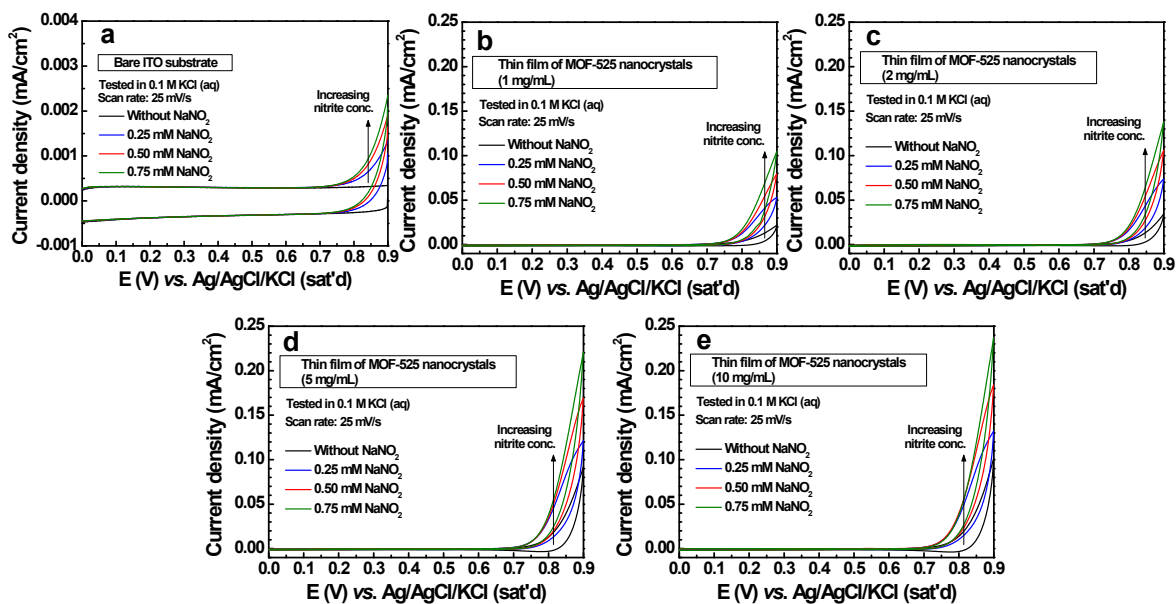 a
Bare ITO substrate
Tested in 0.1 M KCl (aq)
Scan rate: 25 mV/s
Without NaNO₂
0.25 mM NaNO₂
0.50 mM NaNO₂
0.75 mM NaNO₂
Increasing
nitrite conc.
0.004
0.003
0.002
0.001
0.000
-0.001
Current density (mA/cm²)
0.0 0.1 0.2 0.3 0.4 0.5 0.6 0.7 0.8 0.9
E (V) vs. Ag/AgCl/KCl (sat'd)
b
Thin film of MOF-525 nanocrystals
(1 mg/mL)
Tested in 0.1 M KCl (aq)
Scan rate: 25 mV/s
Without NaNO₂
0.25 mM NaNO₂
0.50 mM NaNO₂
0.75 mM NaNO₂
Increasing
nitrite conc.
0.25
0.20
0.15
0.10
0.05
0.00
Current density (mA/cm²)
0.0 0.1 0.2 0.3 0.4 0.5 0.6 0.7 0.8 0.9
E (V) vs. Ag/AgCl/KCl (sat'd)
c
Thin film of MOF-525 nanocrystals
(2 mg/mL)
Tested in 0.1 M KCl (aq)
Scan rate: 25 mV/s
Without NaNO₂
0.25 mM NaNO₂
0.50 mM NaNO₂
0.75 mM NaNO₂
Increasing
nitrite conc.
0.25
0.20
0.15
0.10
0.05
0.00
Current density (mA/cm²)
0.0 0.1 0.2 0.3 0.4 0.5 0.6 0.7 0.8 0.9
E (V) vs. Ag/AgCl/KCl (sat'd)
d
Thin film of MOF-525 nanocrystals
(5 mg/mL)
Tested in 0.1 M KCl (aq)
Scan rate: 25 mV/s
Without NaNO₂
0.25 mM NaNO₂
0.50 mM NaNO₂
0.75 mM NaNO₂
Increasing
nitrite conc.
0.25
0.20
0.15
0.10
0.05
0.00
Current density (mA/cm²)
0.0 0.1 0.2 0.3 0.4 0.5 0.6 0.7 0.8 0.9
E (V) vs. Ag/AgCl/KCl (sat'd)
e
Thin film of MOF-525 nanocrystals
(10 mg/mL)
Tested in 0.1 M KCl (aq)
Scan rate: 25 mV/s
Without NaNO₂
0.25 mM NaNO₂
0.50 mM NaNO₂
0.75 mM NaNO₂
Increasing
nitrite conc.
0.25
0.20
0.15
0.10
0.05
0.00
Current density (mA/cm²)
0.0 0.1 0.2 0.3 0.4 0.5 0.6 0.7 0.8 0.9
E (V) vs. Ag/AgCl/KCl (sat'd)